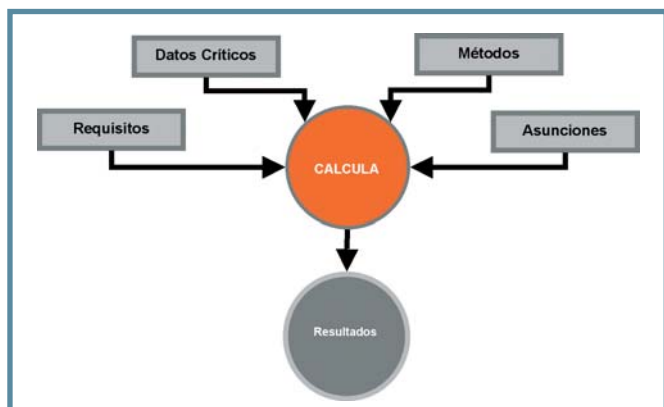 Datos Críticos
Métodos
Requisitos
Asunciones
CALCULA
Resultados